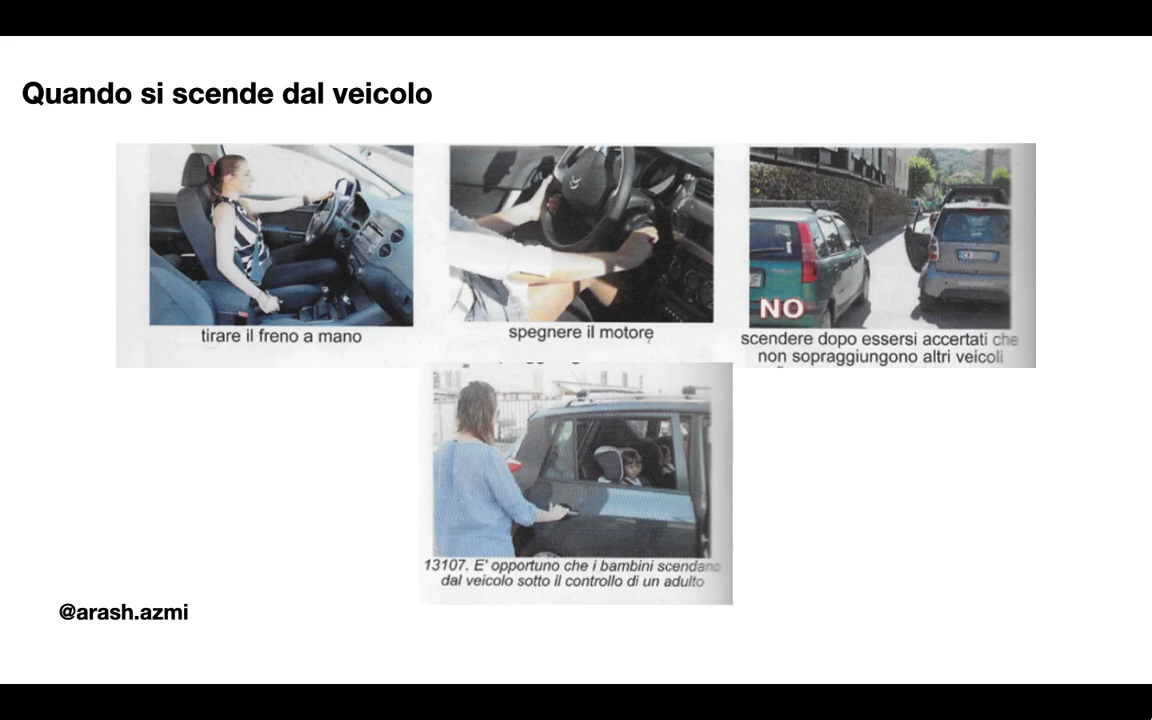 Quando si scende dal veicolo
NO
tirare il freno a mano
spegnere il motore
scendere dopo essersi accertati che
non sopraggiungono altri veicoli
13107. E' opportuno che i bambini scendano
dal veicolo sotto il controllo di un adulto
@arash.azmi